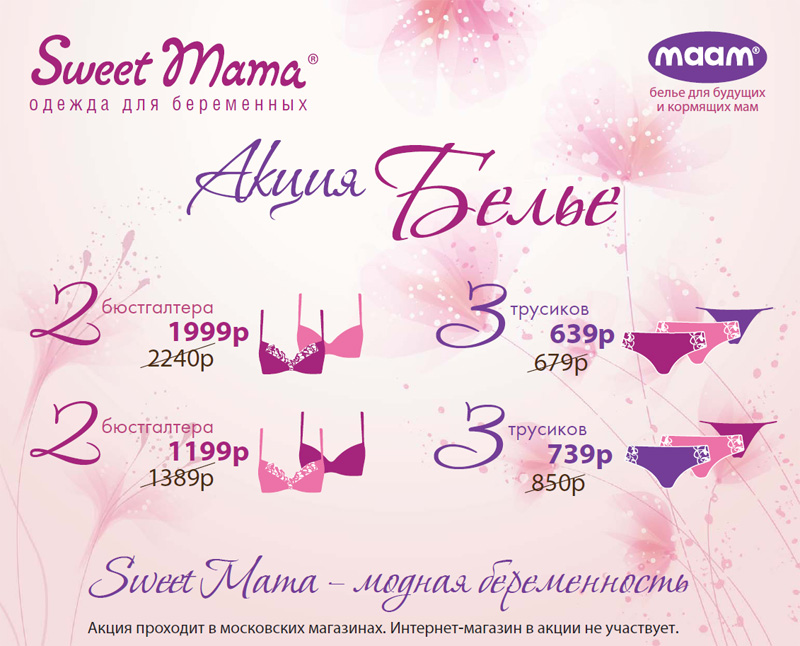 Sweet Mama®
одежда для беременных
maam®
белье для будущих
и кормящих мам
Акция Белье
2 бюстгалтера
1999р
2240р
3 трусиков
639р
679р
2 бюстгалтера
1199р
1389р
3 трусиков
739р
850р
Sweet Mama – модная беременность
Акция проходит в московских магазинах. Интернет-магазин в акции не участвует.